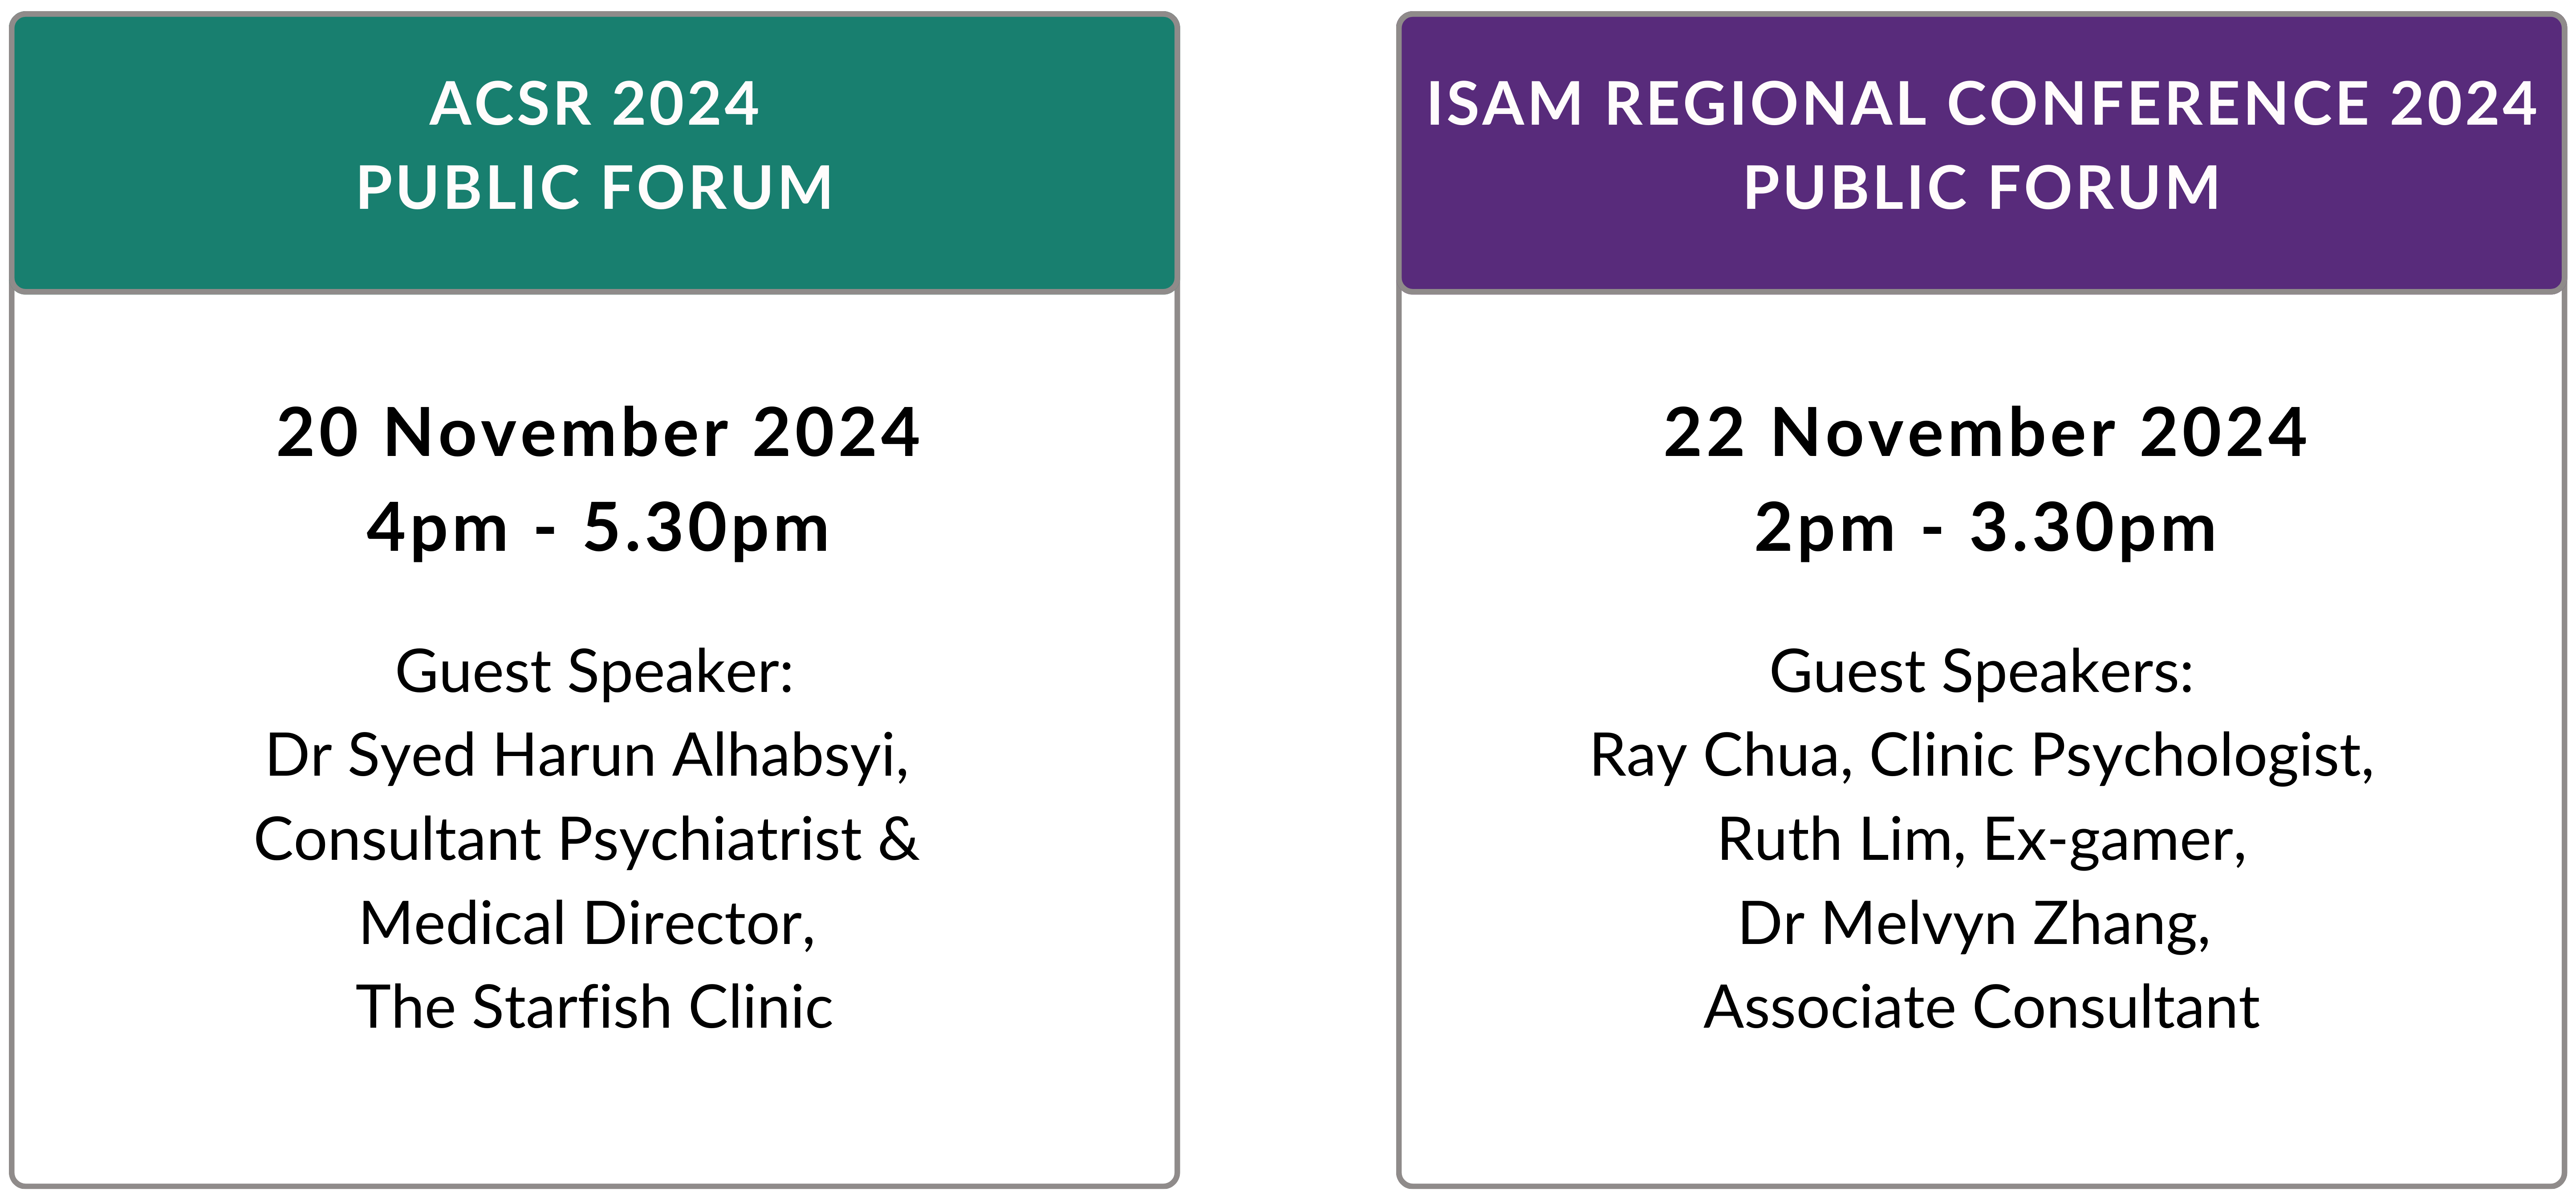 ACSR 2024
PUBLIC FORUM
20 November 2024
4pm - 5.30pm
Guest Speaker:
Dr Syed Harun Alhabsyi,
Consultant Psychiatrist &
Medical Director,
The Starfish Clinic
ISAM REGIONAL CONFERENCE 2024
PUBLIC FORUM
22 November 2024
2pm - 3.30pm
Guest Speakers:
Ray Chua, Clinic Psychologist,
Ruth Lim, Ex-gamer,
Dr Melvyn Zhang,
Associate Consultant